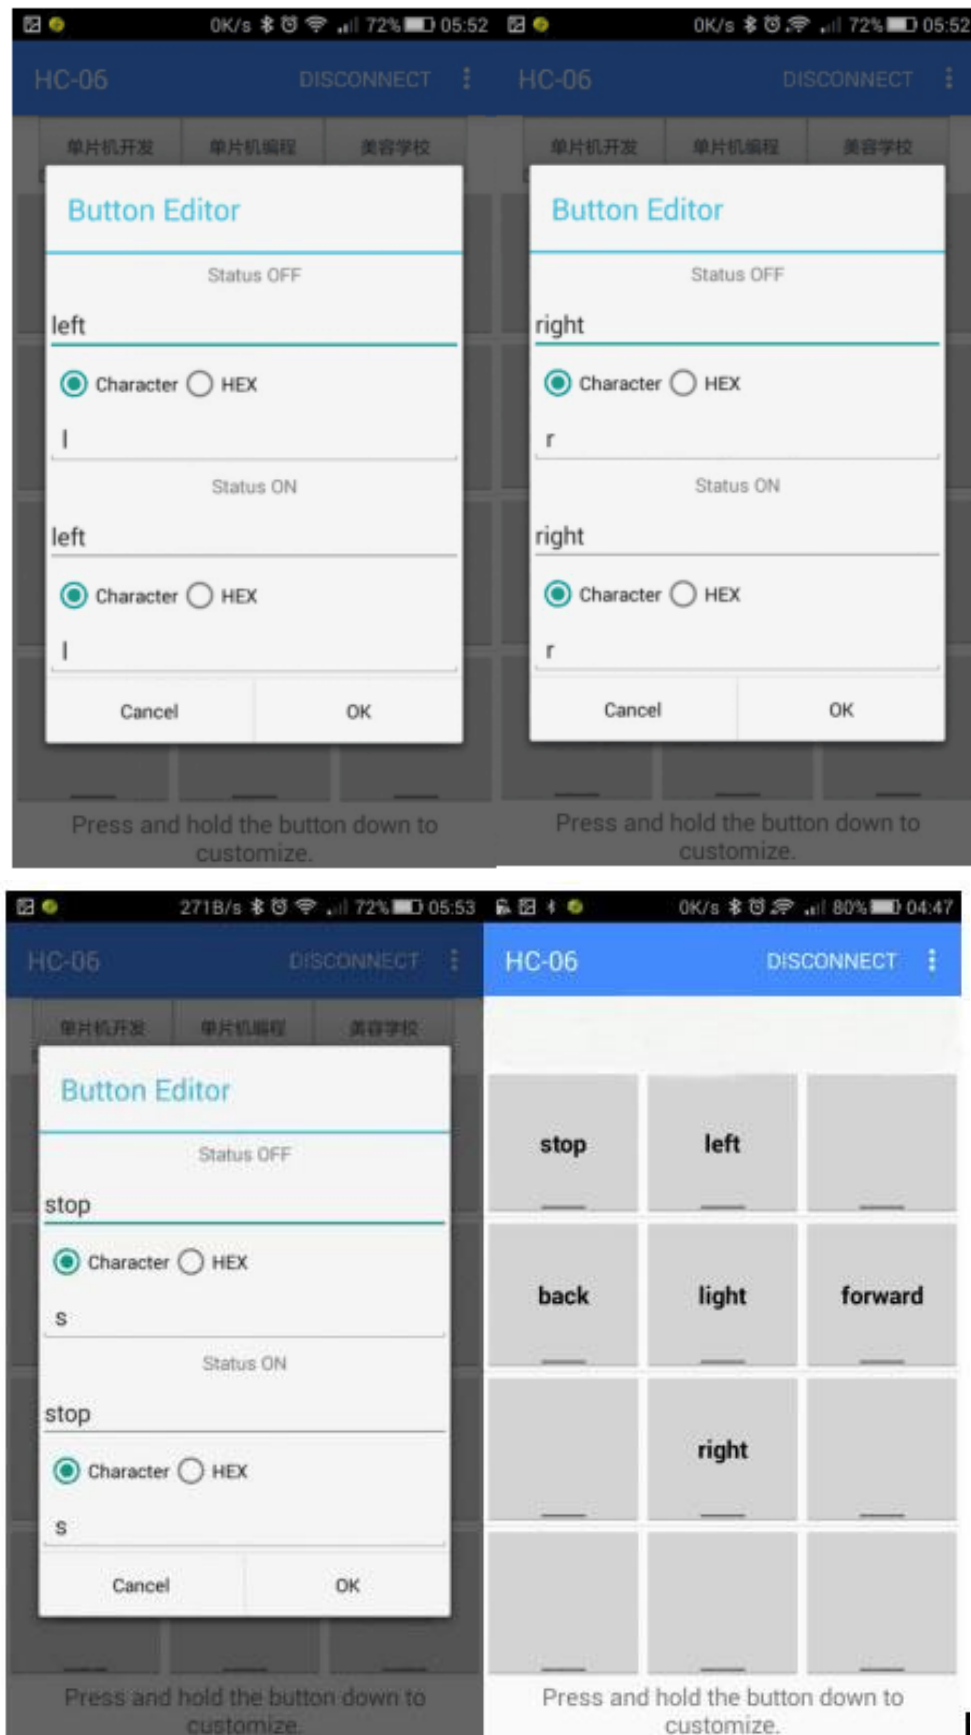 0K/s 72% 05:52
HC-06 DISCONNECT
单片机开发 单片机编程 美容学校
Button Editor
Status OFF
left
Character HEX
l
Status ON
left
Character HEX
l
Cancel OK
Press and hold the button down to
customize.
0K/s 72% 05:52
HC-06 DISCONNECT
单片机开发 单片机编程 美容学校
Button Editor
Status OFF
right
Character HEX
r
Status ON
right
Character HEX
r
Cancel OK
Press and hold the button down to
customize.
271B/s 72% 05:53
HC-06 DISCONNECT
单片机开发 单片机编程 美容学校
Button Editor
Status OFF
stop
Character HEX
s
Status ON
stop
Character HEX
s
Cancel OK
Press and hold the button down to
customize.
0K/s 80% 04:47
HC-06 DISCONNECT
stop left
back light forward
right
Press and hold the button down to
customize.